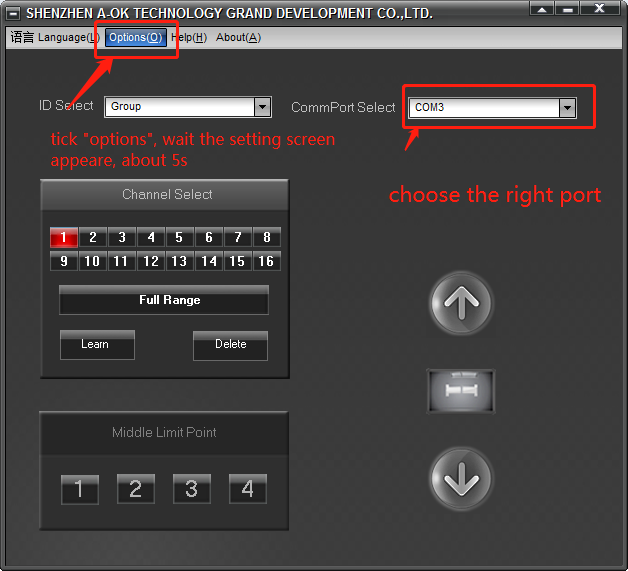 SHENZHEN A-OK TECHNOLOGY GRAND DEVELOPMENT CO.,LTD.
语言 Language(L) Options(O) Help(H) About(A)
ID Select Group CommPort Select COM3
tick "options", wait the setting screen
appeare, about 5s
choose the right port
Channel Select
1 2 3 4 5 6 7 8
9 10 11 12 13 14 15 16
Full Range
Learn Delete
Middle Limit Point
1 2 3 4